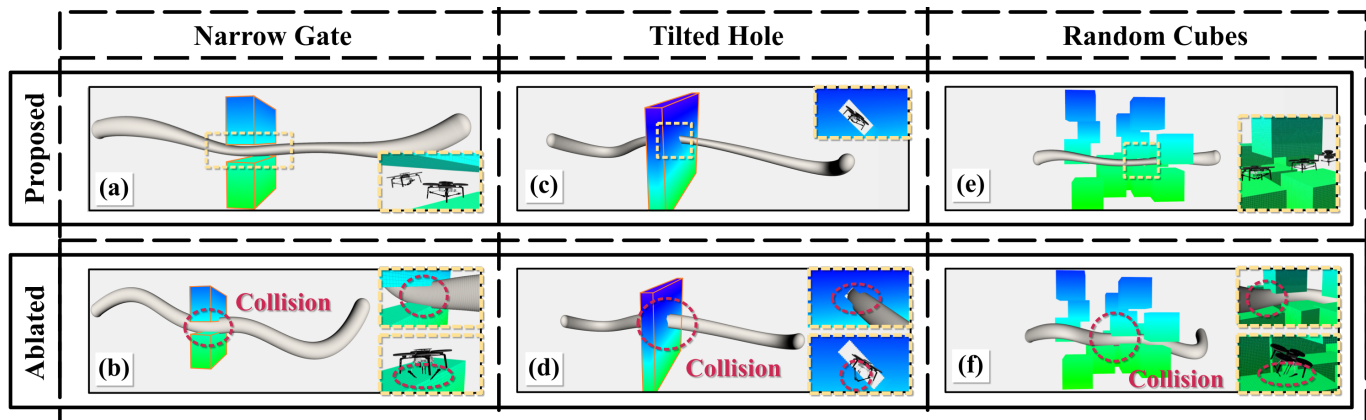 Narrow Gate
Tilted Hole
Random Cubes
Proposed
(a)
(c)
(e)
Ablated
Collision
(b)
Collision
(d)
Collision
(f)